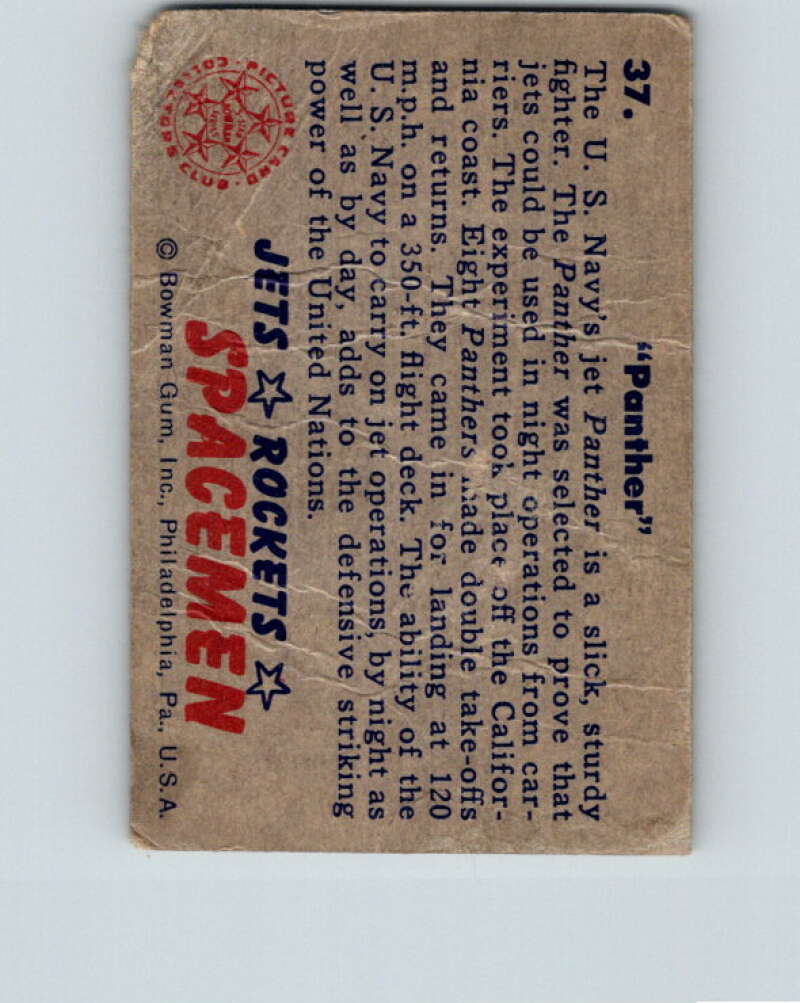 37.
"Panther"
The U. S. Navy's jet Panther is a slick, sturdy
fighter. The Panther was selected to prove that
jets could be used in night operations from car-
riers. The experiment took place off the Califor-
nia coast. Eight Panthers made double take-offs
and returns. They came in for landing at 120
m.p.h. on a 350-ft. flight deck. The ability of the
U. S. Navy to carry on jet operations, by night as
well as by day, adds to the defensive striking
power of the United Nations.
PICTURE CARD
COLLECTORS CLUB
JETS ROCKETS
SPACEMEN
© Bowman Gum, Inc., Philadelphia, Pa., U.S.A.